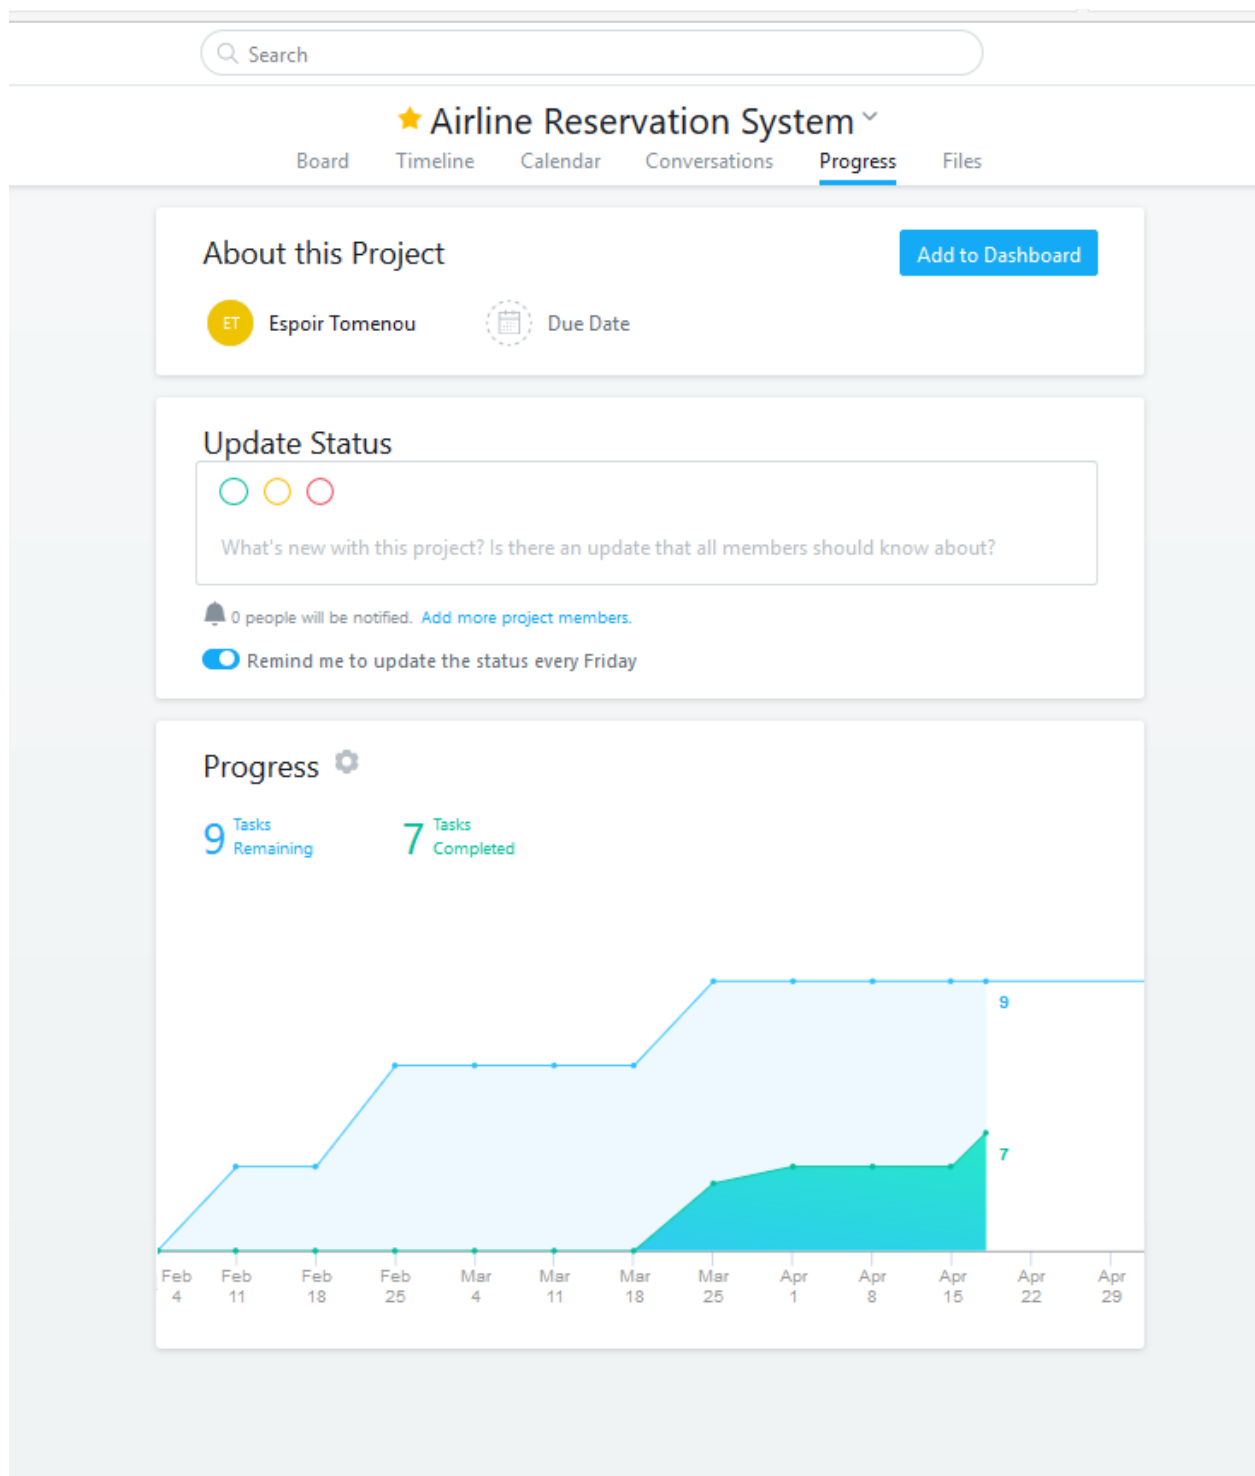 Search
Airline Reservation System
Board Timeline Calendar Conversations Progress Files
About this Project
Add to Dashboard
ET Espoir Tomenou Due Date
Update Status
What's new with this project? Is there an update that all members should know about?
0 people will be notified. Add more project members.
Remind me to update the status every Friday
Progress
9 Tasks Remaining
7 Tasks Completed
9
7
Feb 4
Feb 11
Feb 18
Feb 25
Mar 4
Mar 11
Mar 18
Mar 25
Apr 1
Apr 8
Apr 15
Apr 22
Apr 29